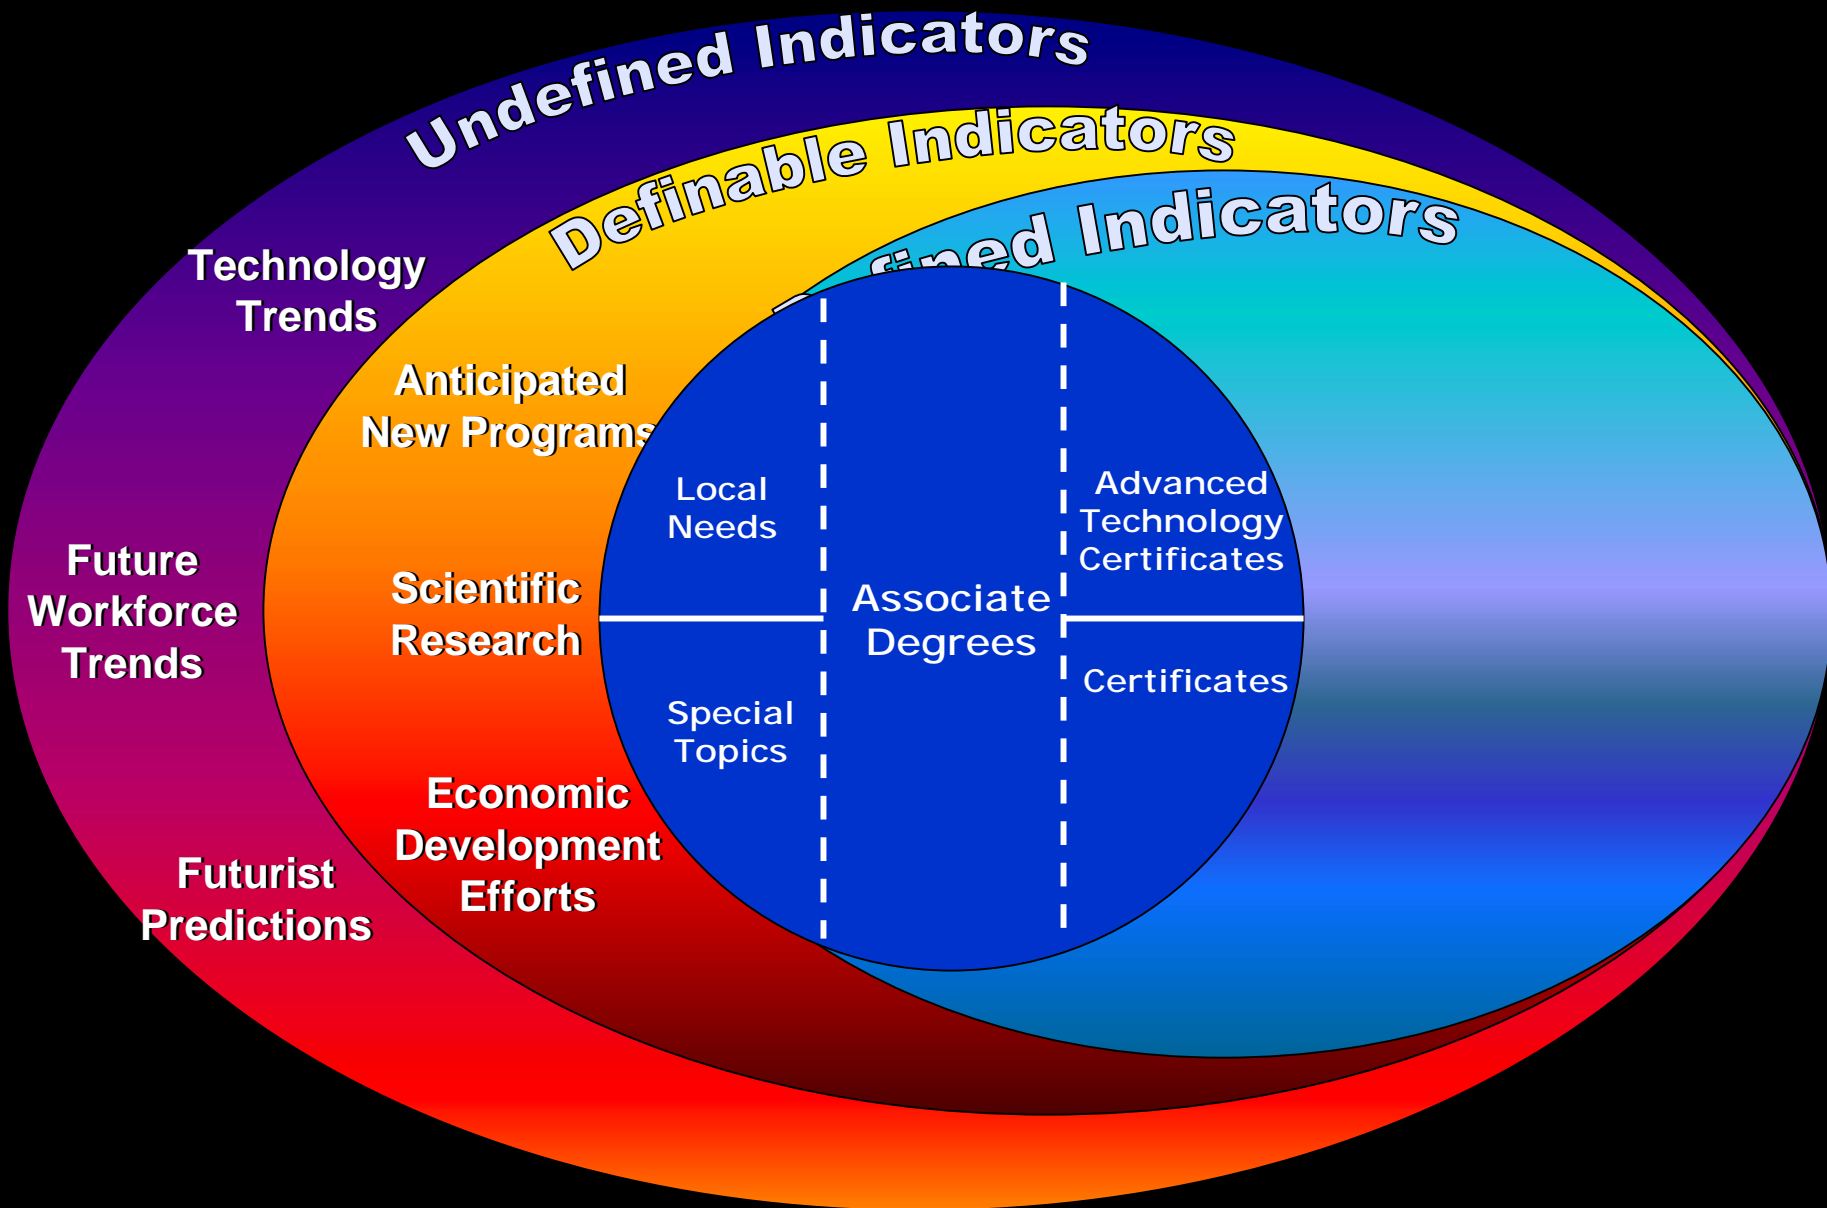 Undefined Indicators
Definable Indicators
fined Indicators
Technology
Trends
Anticipated
New Programs
Local
Needs
Advanced
Technology
Certificates
Future
Workforce
Trends
Scientific
Research
Associate
Degrees
Certificates
Special
Topics
Economic
Development
Efforts
Futurist
Predictions